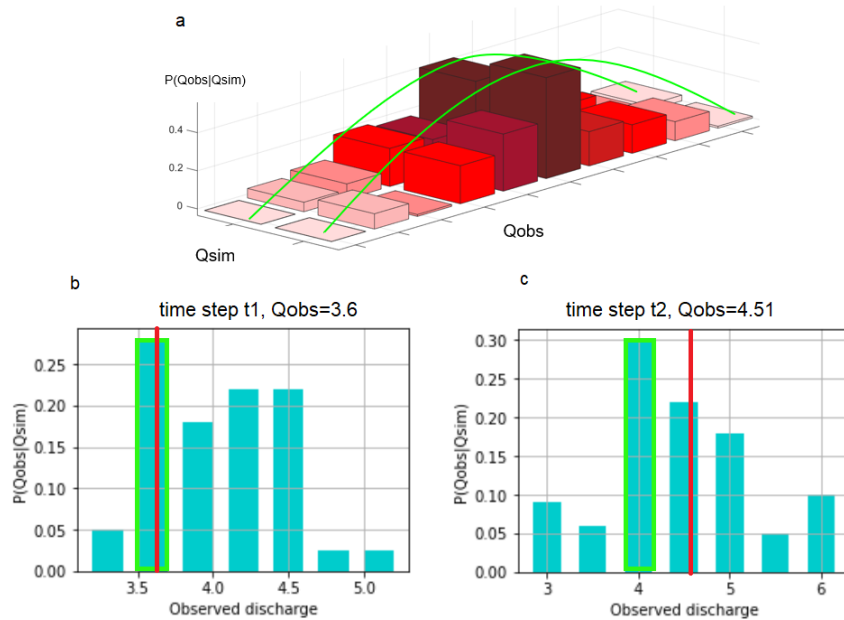 a
P(Qobs|Qsim)
0.4
0.2
0
Qsim
Qobs
b
time step t1, Qobs=3.6
P(Qobs|Qsim)
0.25
0.20
0.15
0.10
0.05
0.00
3.5 4.0 4.5 5.0
Observed discharge
c
time step t2, Qobs=4.51
P(Qobs|Qsim)
0.30
0.25
0.20
0.15
0.10
0.05
0.00
3 4 5 6
Observed discharge